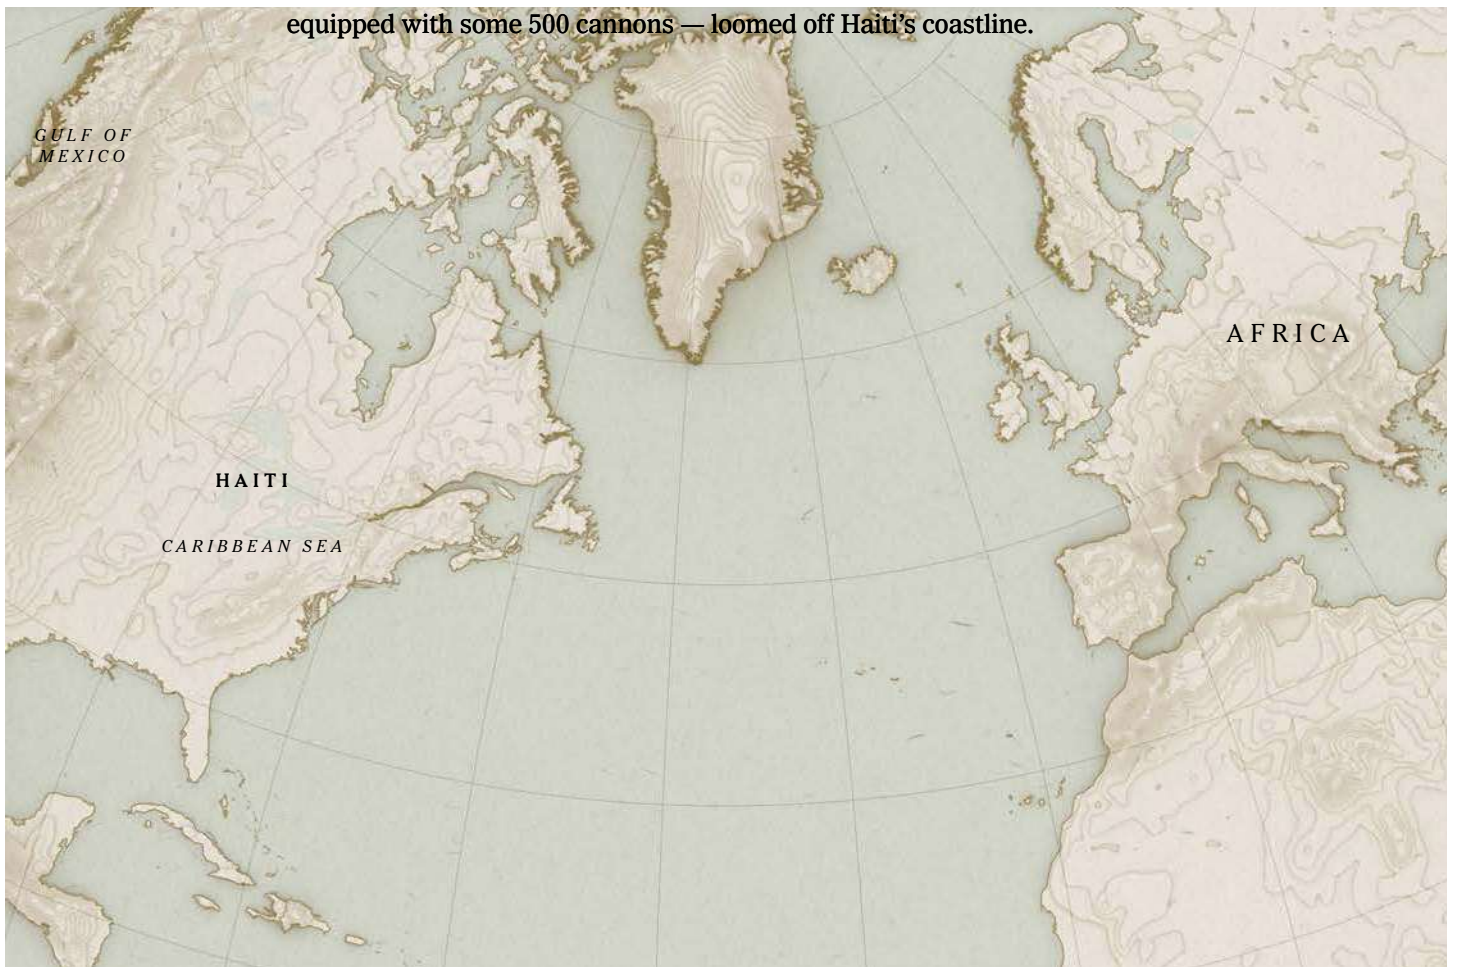 equipped with some 500 cannons — loomed off Haiti’s coastline.
GULF OF
MEXICO
AFRICA
HAITI
CARIBBEAN SEA